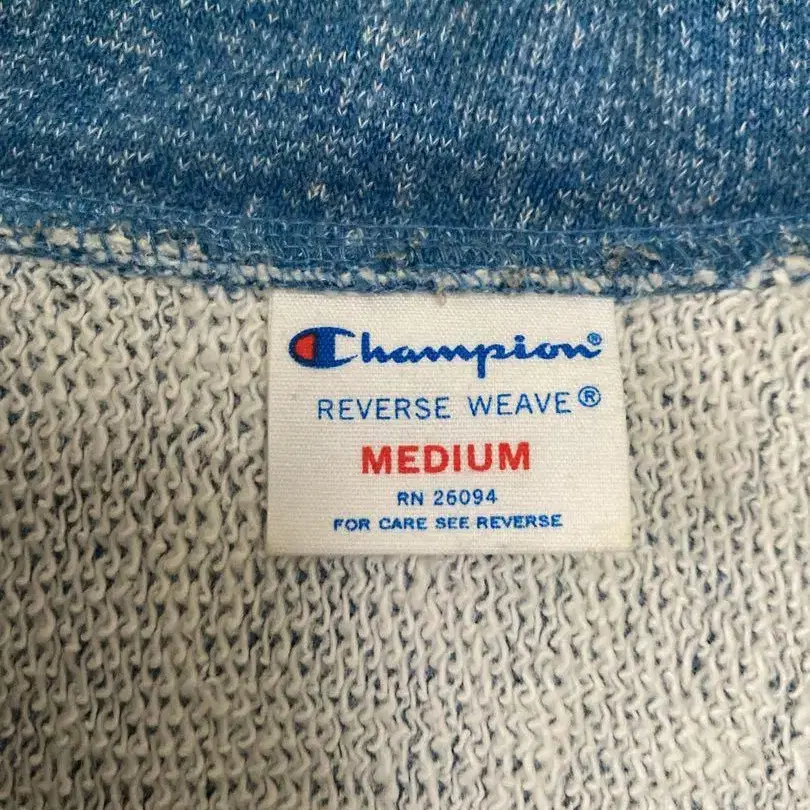 Champion®
REVERSE WEAVE®
MEDIUM
RN 26094
FOR CARE SEE REVERSE